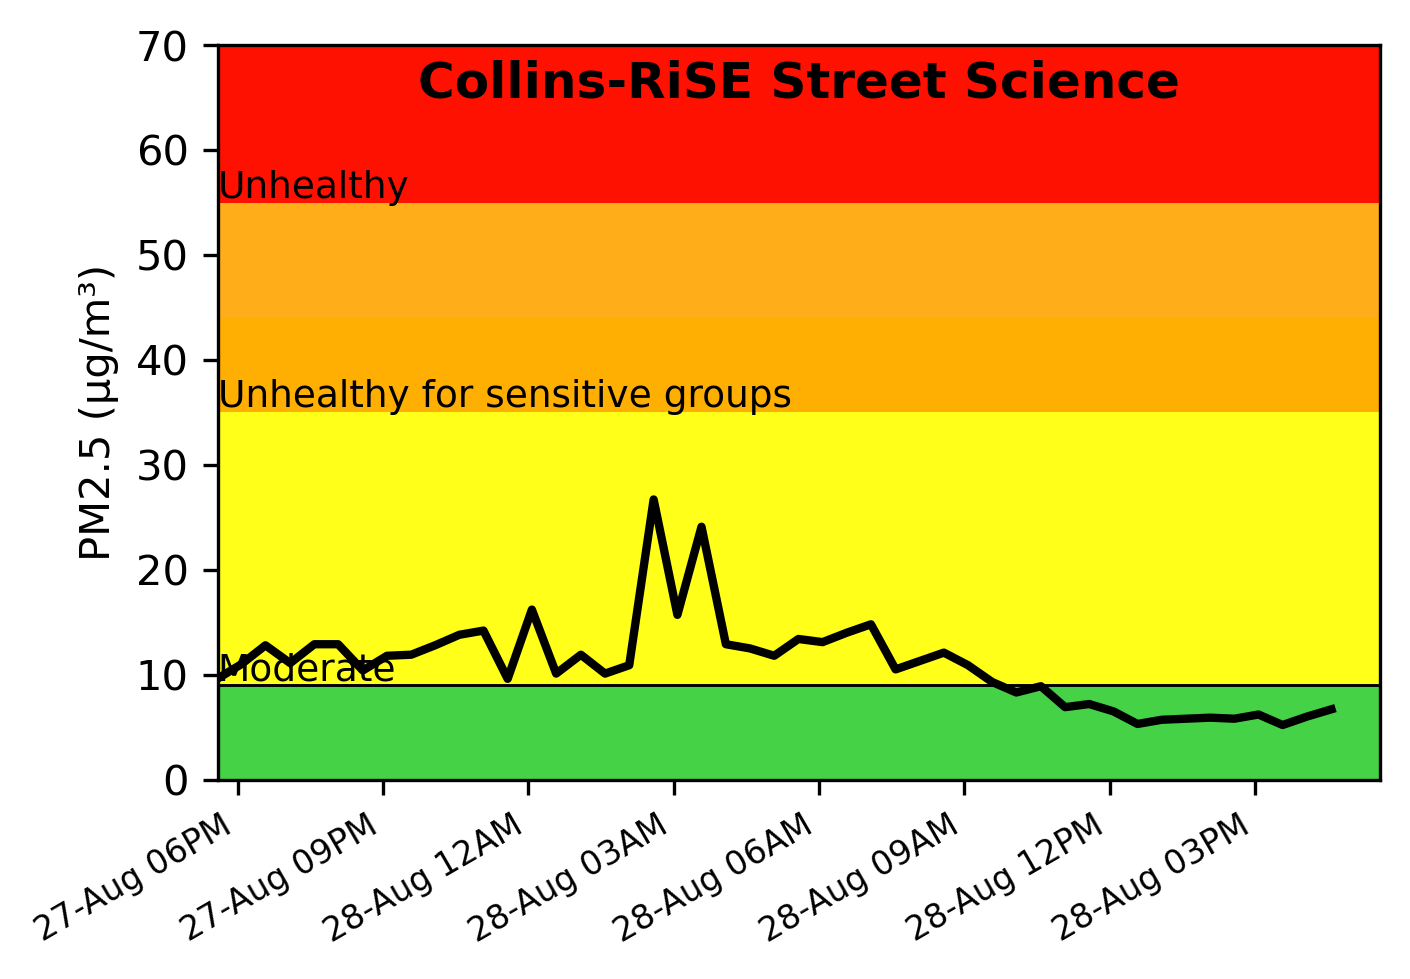 Collins-RiSE Street Science
70
60
Unhealthy
50
40
Unhealthy for sensitive groups
30
20
Moderate
10
0
PM2.5 (µg/m³)
27-Aug 06PM
27-Aug 09PM
28-Aug 12AM
28-Aug 03AM
28-Aug 06AM
28-Aug 09AM
28-Aug 12PM
28-Aug 03PM